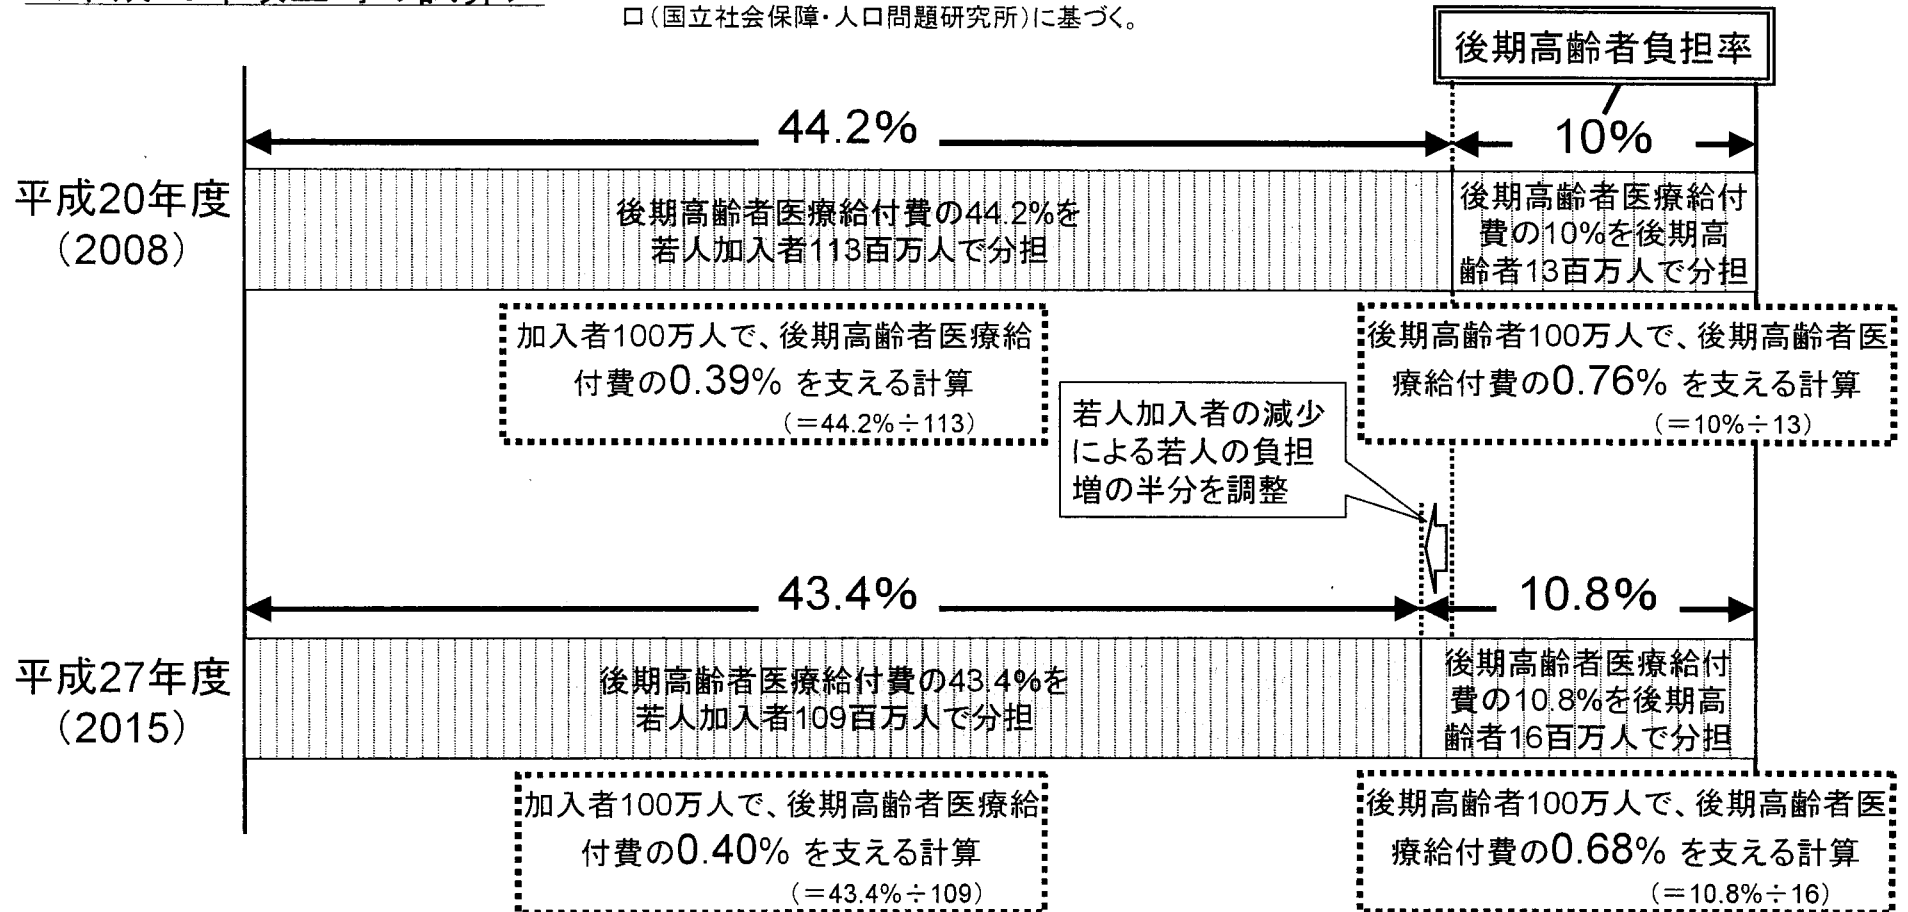 口（国立社会保障・人口問題研究所）に基づく。
後期高齢者負担率
44.2%
10%
平成20年度
（2008）
後期高齢者医療給付費の44.2%を
若人加入者113百万人で分担
後期高齢者医療給付
費の10%を後期高
齢者13百万人で分担
加入者100万人で、後期高齢者医療給
付費の0.39% を支える計算
（＝44.2%÷113）
後期高齢者100万人で、後期高齢者医
療給付費の0.76% を支える計算
（＝10%÷13）
若人加入者の減少
による若人の負担
増の半分を調整
43.4%
10.8%
平成27年度
（2015）
後期高齢者医療給付費の43.4%を
若人加入者109百万人で分担
後期高齢者医療給付
費の10.8%を後期高
齢者16百万人で分担
加入者100万人で、後期高齢者医療給
付費の0.40% を支える計算
（＝43.4%÷109）
後期高齢者100万人で、後期高齢者医
療給付費の0.68% を支える計算
（＝10.8%÷16）